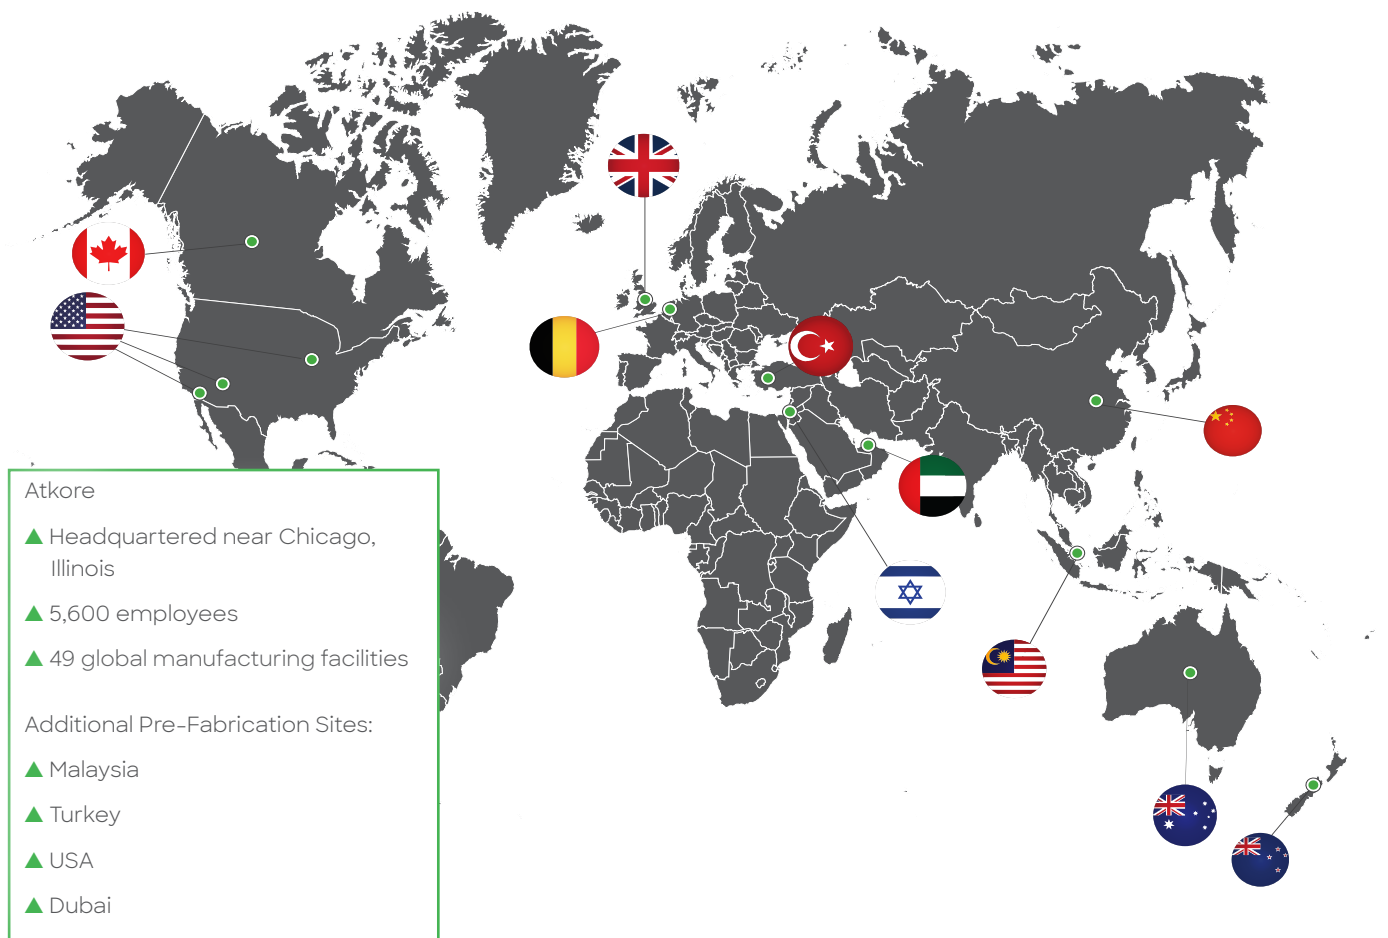 Atkore
Headquartered near Chicago,
Illinois
5,600 employees
49 global manufacturing facilities
Additional Pre-Fabrication Sites:
Malaysia
Turkey
USA
Dubai